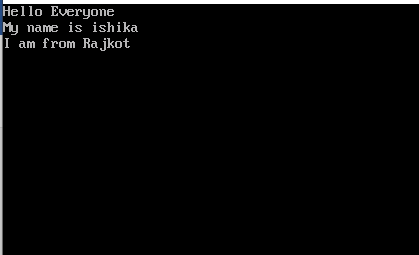 Hello Everyone
My name is ishika
I am from Rajkot